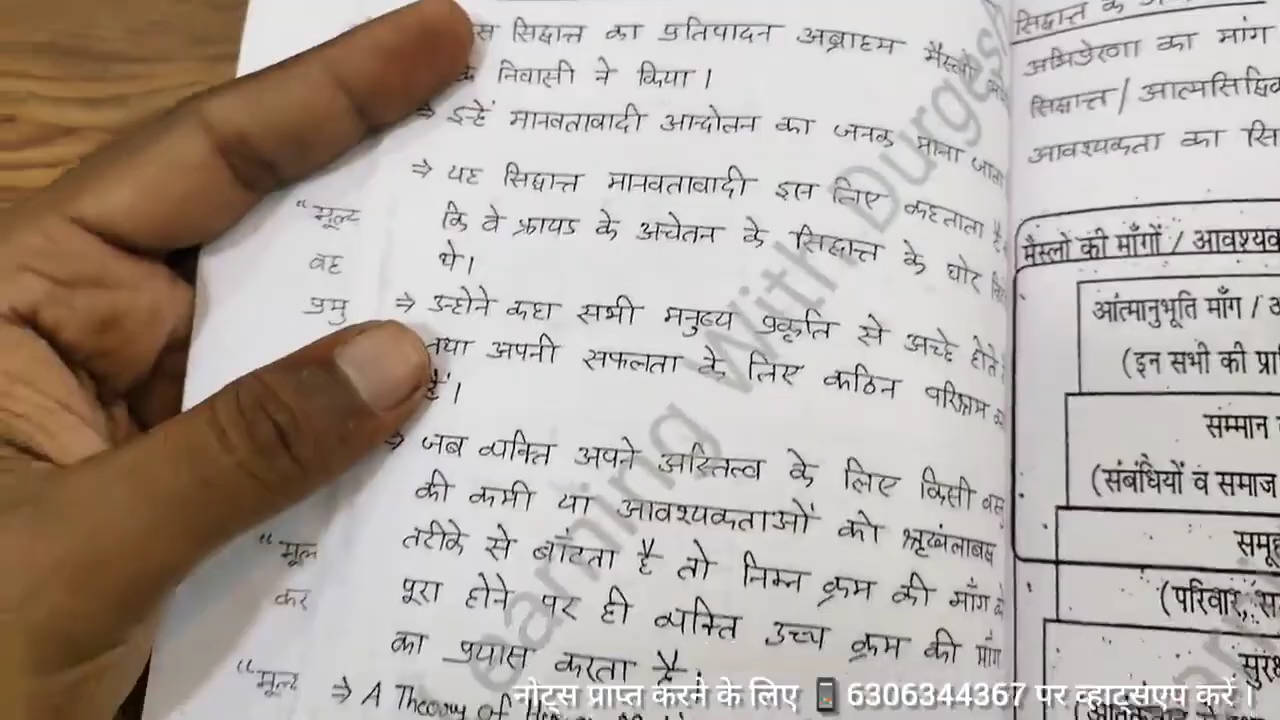 सिद्धान्त का प्रतिपादन अब्राहम मैस्लो
के निवासी ने किया।
⇒ इन्हें मानवतावादी आन्दोलन का जनक माना जाता
⇒ यह सिद्धान्त मानवतावादी इस लिए कहलाता है
कि वे फ्रायड के अचेतन के सिद्धान्त के घोर
थे।
⇒ उन्होने कहा सभी मनुष्य प्रकृति से अच्छे होते
तथा अपनी सफलता के लिए कठिन परिश्रम
हैं।
⇒ जब व्यक्ति अपने अस्तित्व के लिए किसी
की कमी या आवश्यकताओं को श्रृखंलाबद्ध
तरीके से बाँटता है तो निम्न क्रम की माँग के
पूरा होने पर ही व्यक्ति उच्च क्रम की माँग
का प्रयास करता है।
⇒ A Theory of
“मूल्य
वह
“मूल
कर
“मूल्य
अभिप्रेरणा का मांग
सिद्धान्त / आत्मसिद्धि
आवश्यकता का सि
मैस्लो की माँगों / आवश्यक
आंत्मानुभूति माँग /
(इन सभी की प्रा
सम्मान
(संबंधियों व समाज
समूह
(परिवार,
सुरक्ष
Learning With Durgesh
नोट्स प्राप्त करने के लिए 📱 6306344367 पर व्हाट्सएप करें।